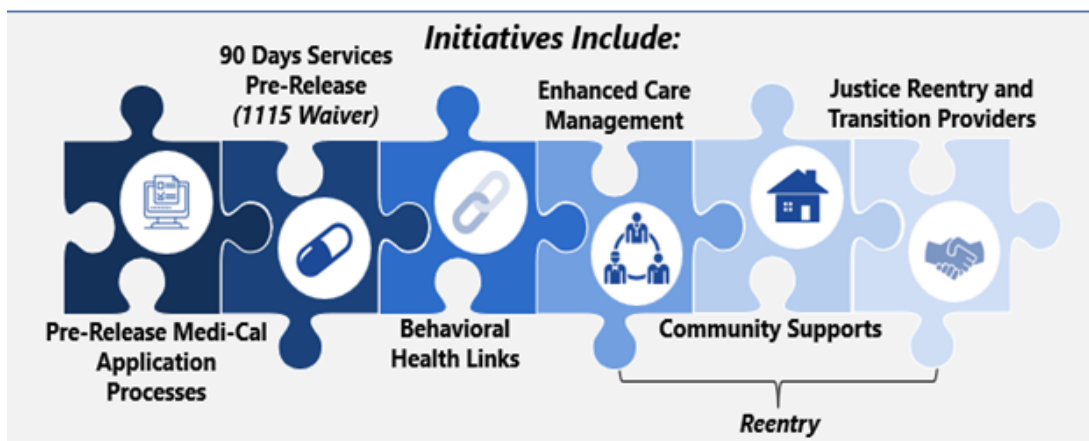 Initiatives Include:
90 Days Services
Pre-Release
(1115 Waiver)
Enhanced Care
Management
Justice Reentry and
Transition Providers
Pre-Release Medi-Cal
Application
Processes
Behavioral
Health Links
Community Supports
Reentry